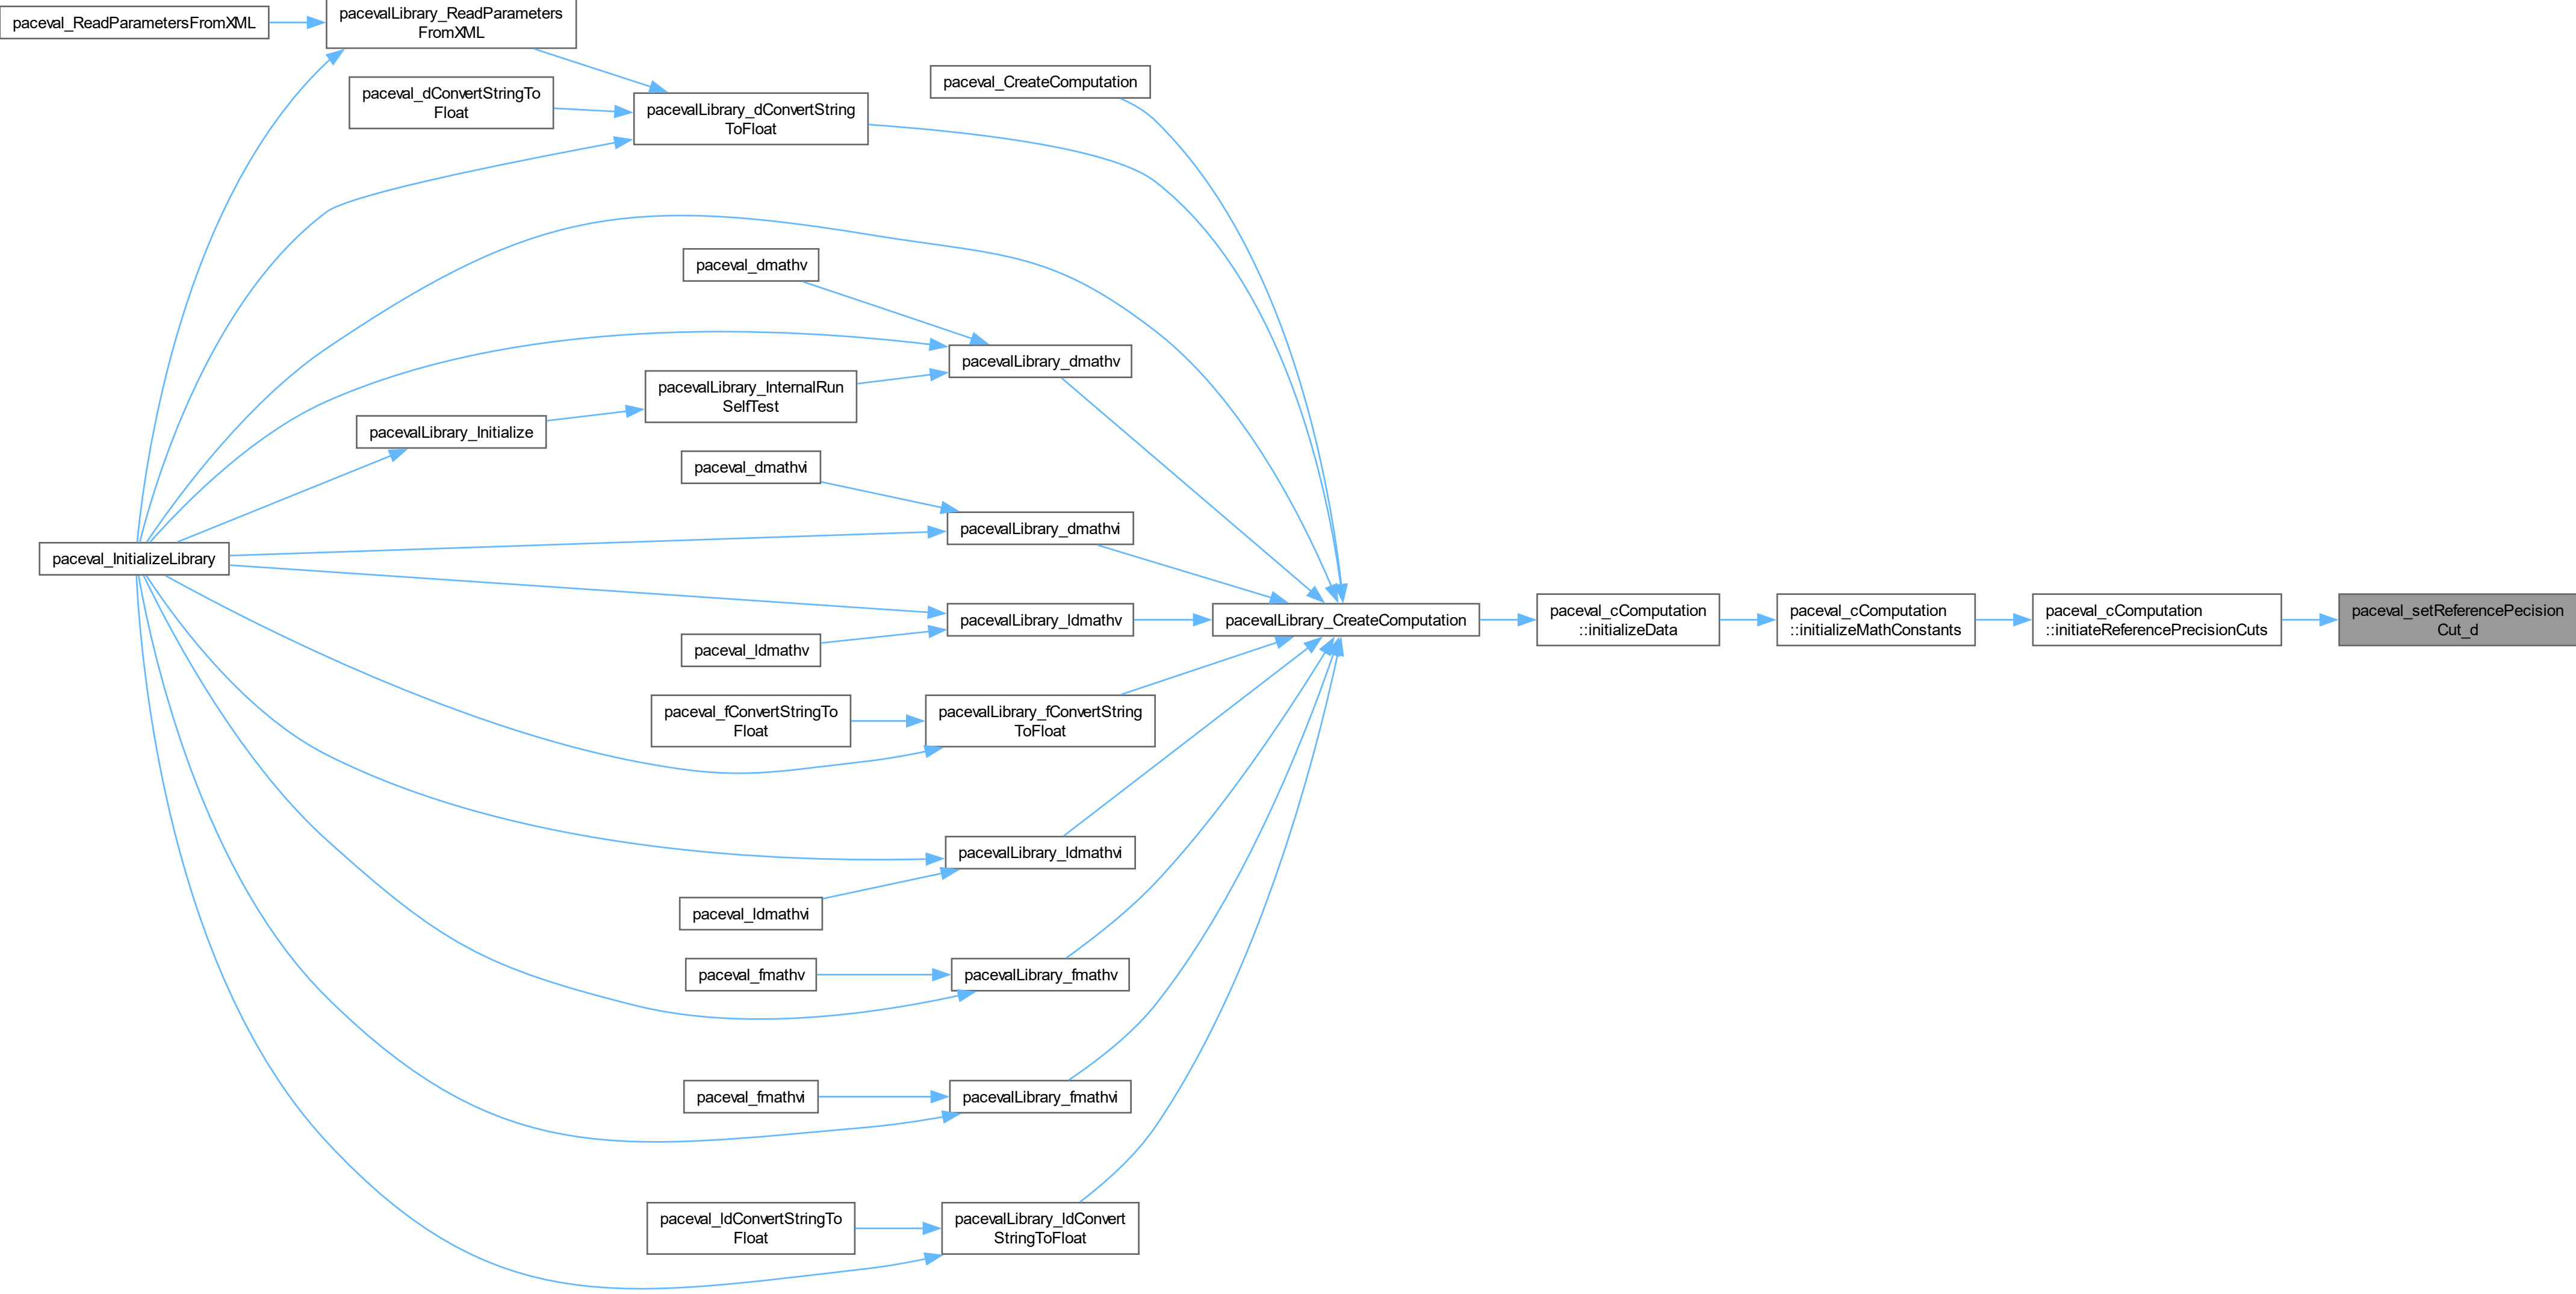 paceval_ReadParametersFromXML
pacevalLibrary_ReadParameters
FromXML
paceval_dConvertStringTo
Float
pacevalLibrary_dConvertString
ToFloat
paceval_CreateComputation
paceval_dmathv
pacevalLibrary_dmathv
pacevalLibrary_InternalRun
SelfTest
pacevalLibrary_Initialize
paceval_dmathvi
pacevalLibrary_dmathvi
paceval_InitializeLibrary
pacevalLibrary_ldmathv
paceval_ldmathv
pacevalLibrary_CreateComputation
paceval_cComputation
::initializeData
paceval_cComputation
::initializeMathConstants
paceval_cComputation
::initiateReferencePrecisionCuts
paceval_setReferencePecision
Cut_d
paceval_fConvertStringTo
Float
pacevalLibrary_fConvertString
ToFloat
pacevalLibrary_ldmathvi
paceval_ldmathvi
paceval_fmathv
pacevalLibrary_fmathv
paceval_fmathvi
pacevalLibrary_fmathvi
paceval_ldConvertStringTo
Float
pacevalLibrary_ldConvert
StringToFloat